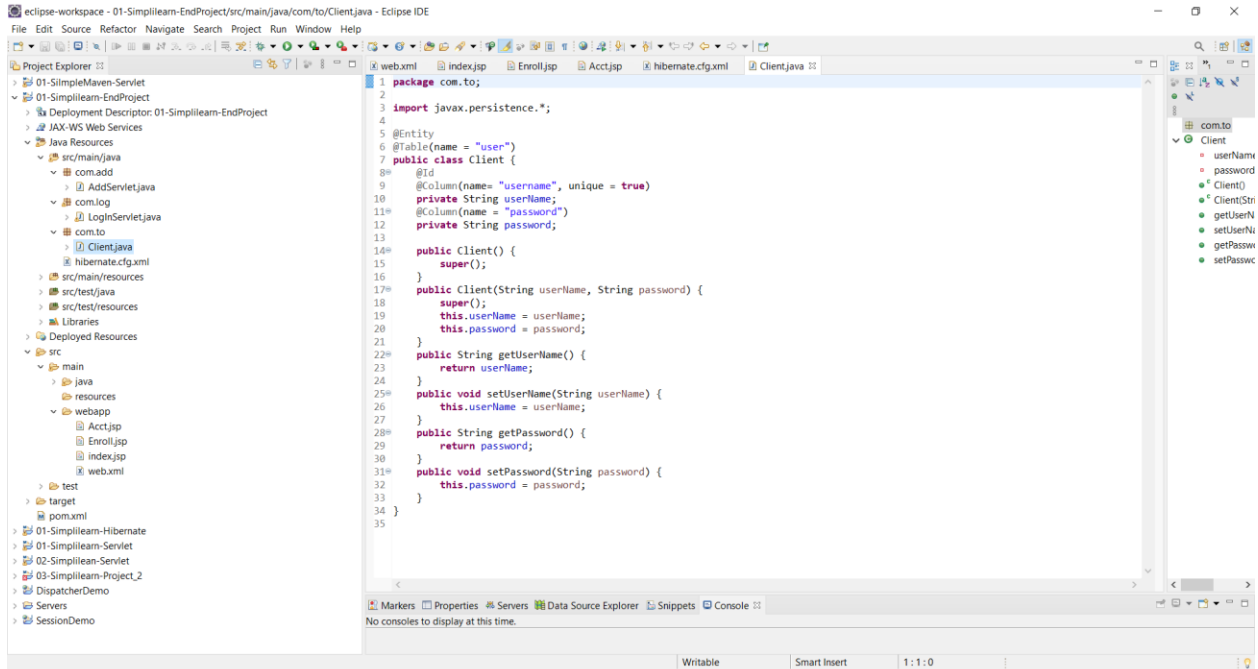 eclipse-workspace - 01-Simplilearn-EndProject/src/main/java/com/to/Client.java - Eclipse IDE
File Edit Source Refactor Navigate Search Project Run Window Help
Project Explorer
01-SilmpleMaven-Servlet
01-Simplilearn-EndProject
Deployment Descriptor: 01-Simplilearn-EndProject
JAX-WS Web Services
Java Resources
src/main/java
com.add
AddServlet.java
com.log
LogInServlet.java
com.to
Client.java
hibernate.cfg.xml
src/main/resources
src/test/java
src/test/resources
Libraries
Deployed Resources
src
main
java
resources
webapp
Acct.jsp
Enroll.jsp
index.jsp
web.xml
test
target
pom.xml
01-Simplilearn-Hibernate
01-Simplilearn-Servlet
02-Simplilean-Servlet
03-Simplilearn-Project_2
DispatcherDemo
Servers
SessionDemo
web.xml index.jsp Enroll.jsp Acct.jsp hibernate.cfg.xml Client.java
1 package com.to;
2
3 import javax.persistence.*;
4
5 @Entity
6 @Table(name = "user")
7 public class Client {
8 @Id
9 @Column(name= "username", unique = true)
10 private String userName;
11 @Column(name = "password")
12 private String password;
13
14 public Client() {
15 super();
16 }
17 public Client(String userName, String password) {
18 super();
19 this.userName = userName;
20 this.password = password;
21 }
22 public String getUserName() {
23 return userName;
24 }
25 public void setUserName(String userName) {
26 this.userName = userName;
27 }
28 public String getPassword() {
29 return password;
30 }
31 public void setPassword(String password) {
32 this.password = password;
33 }
34 }
35
com.to
Client
userName
password
Client()
Client(Stri
getUserN
setUserNa
getPasswo
setPasswo
Markers Properties Servers Data Source Explorer Snippets Console
No consoles to display at this time.
Writable Smart Insert 1 : 1 : 0